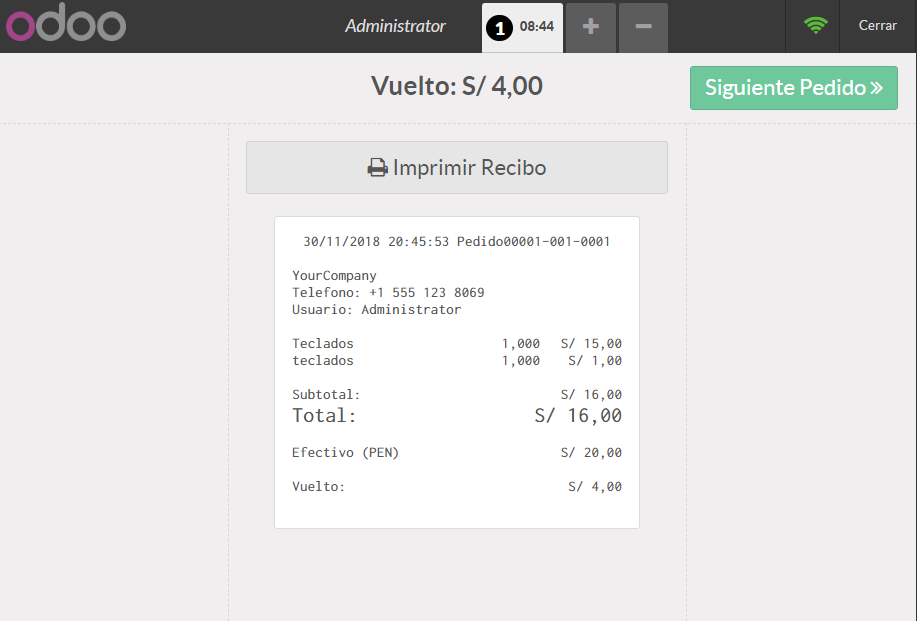 odoo Administrator 1 08:44 + − Cerrar
Vuelto: S/ 4,00
Siguiente Pedido »
Imprimir Recibo
30/11/2018 20:45:53 Pedido00001-001-0001
YourCompany
Telefono: +1 555 123 8069
Usuario: Administrator
Teclados 1,000 S/ 15,00
teclados 1,000 S/ 1,00
Subtotal: S/ 16,00
Total: S/ 16,00
Efectivo (PEN) S/ 20,00
Vuelto: S/ 4,00